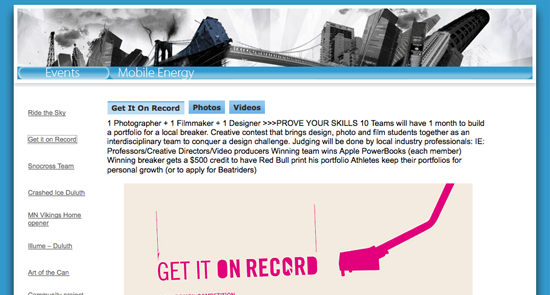 Events
Mobile Energy
Ride the Sky
Get it on Record
Snocross Team
Crashed Ice Duluth
MN Vikings Home
opener
Illume – Duluth
Art of the Can
Community project
Get It On Record
Photos
Videos
1 Photographer + 1 Filmmaker + 1 Designer >>>PROVE YOUR SKILLS 10 Teams will have 1 month to build
a portfolio for a local breaker. Creative contest that brings design, photo and film students together as an
interdisciplinary team to conquer a design challenge. Judging will be done by local industry professionals: IE:
Professors/Creative Directors/Video producers Winning team wins Apple PowerBooks (each member)
Winning breaker gets a $500 credit to have Red Bull print his portfolio Athletes keep their portfolios for
personal growth (or to apply for Beatriders)
GET IT ON RECORD